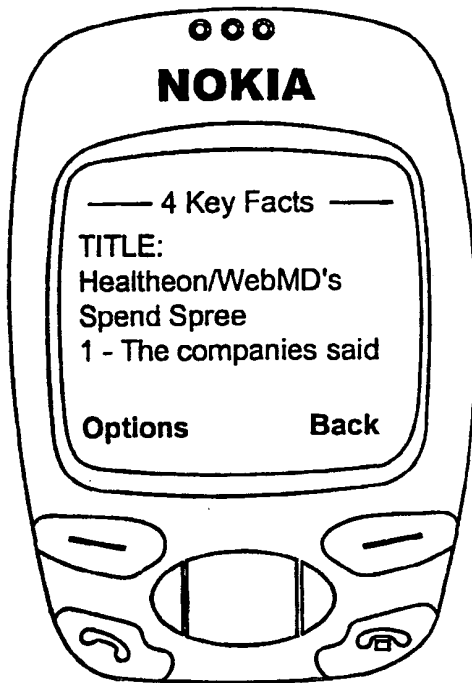 NOKIA
4 Key Facts
TITLE:
Healtheon/WebMD's
Spend Spree
1 - The companies said
Options Back